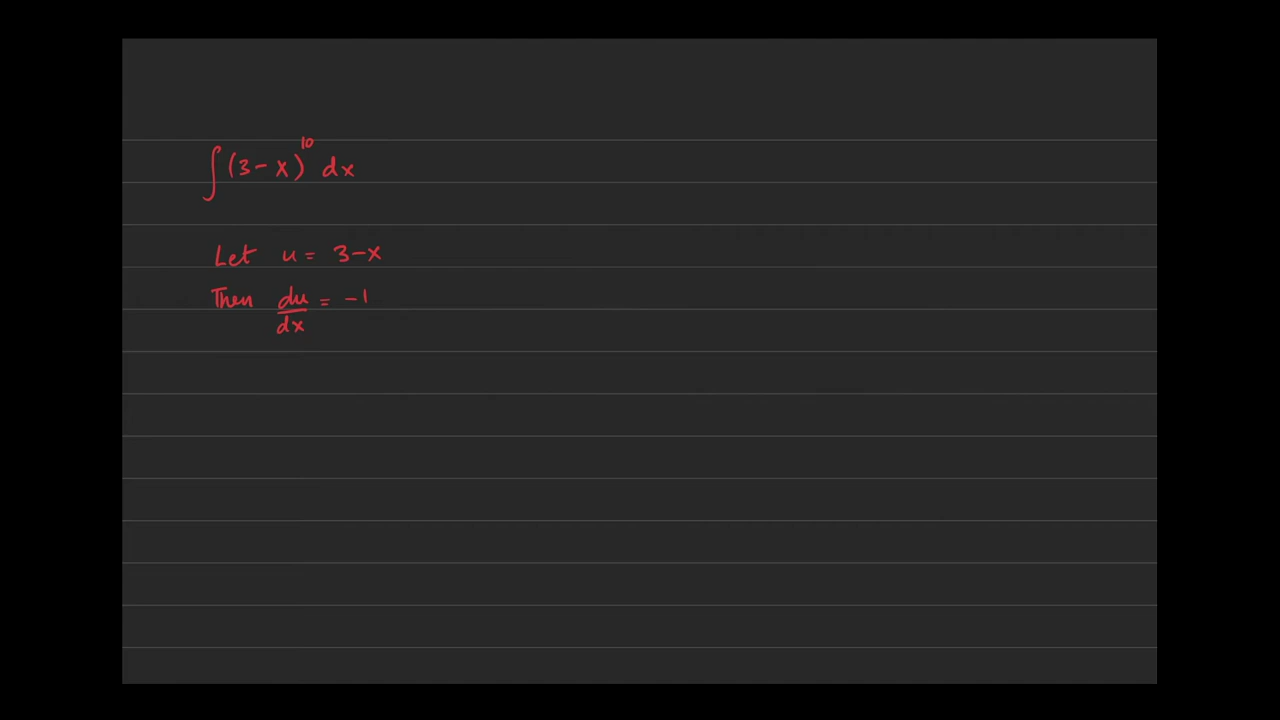 ∫(3-x)¹⁰ dx
Let u = 3-x
Then du/dx = -1